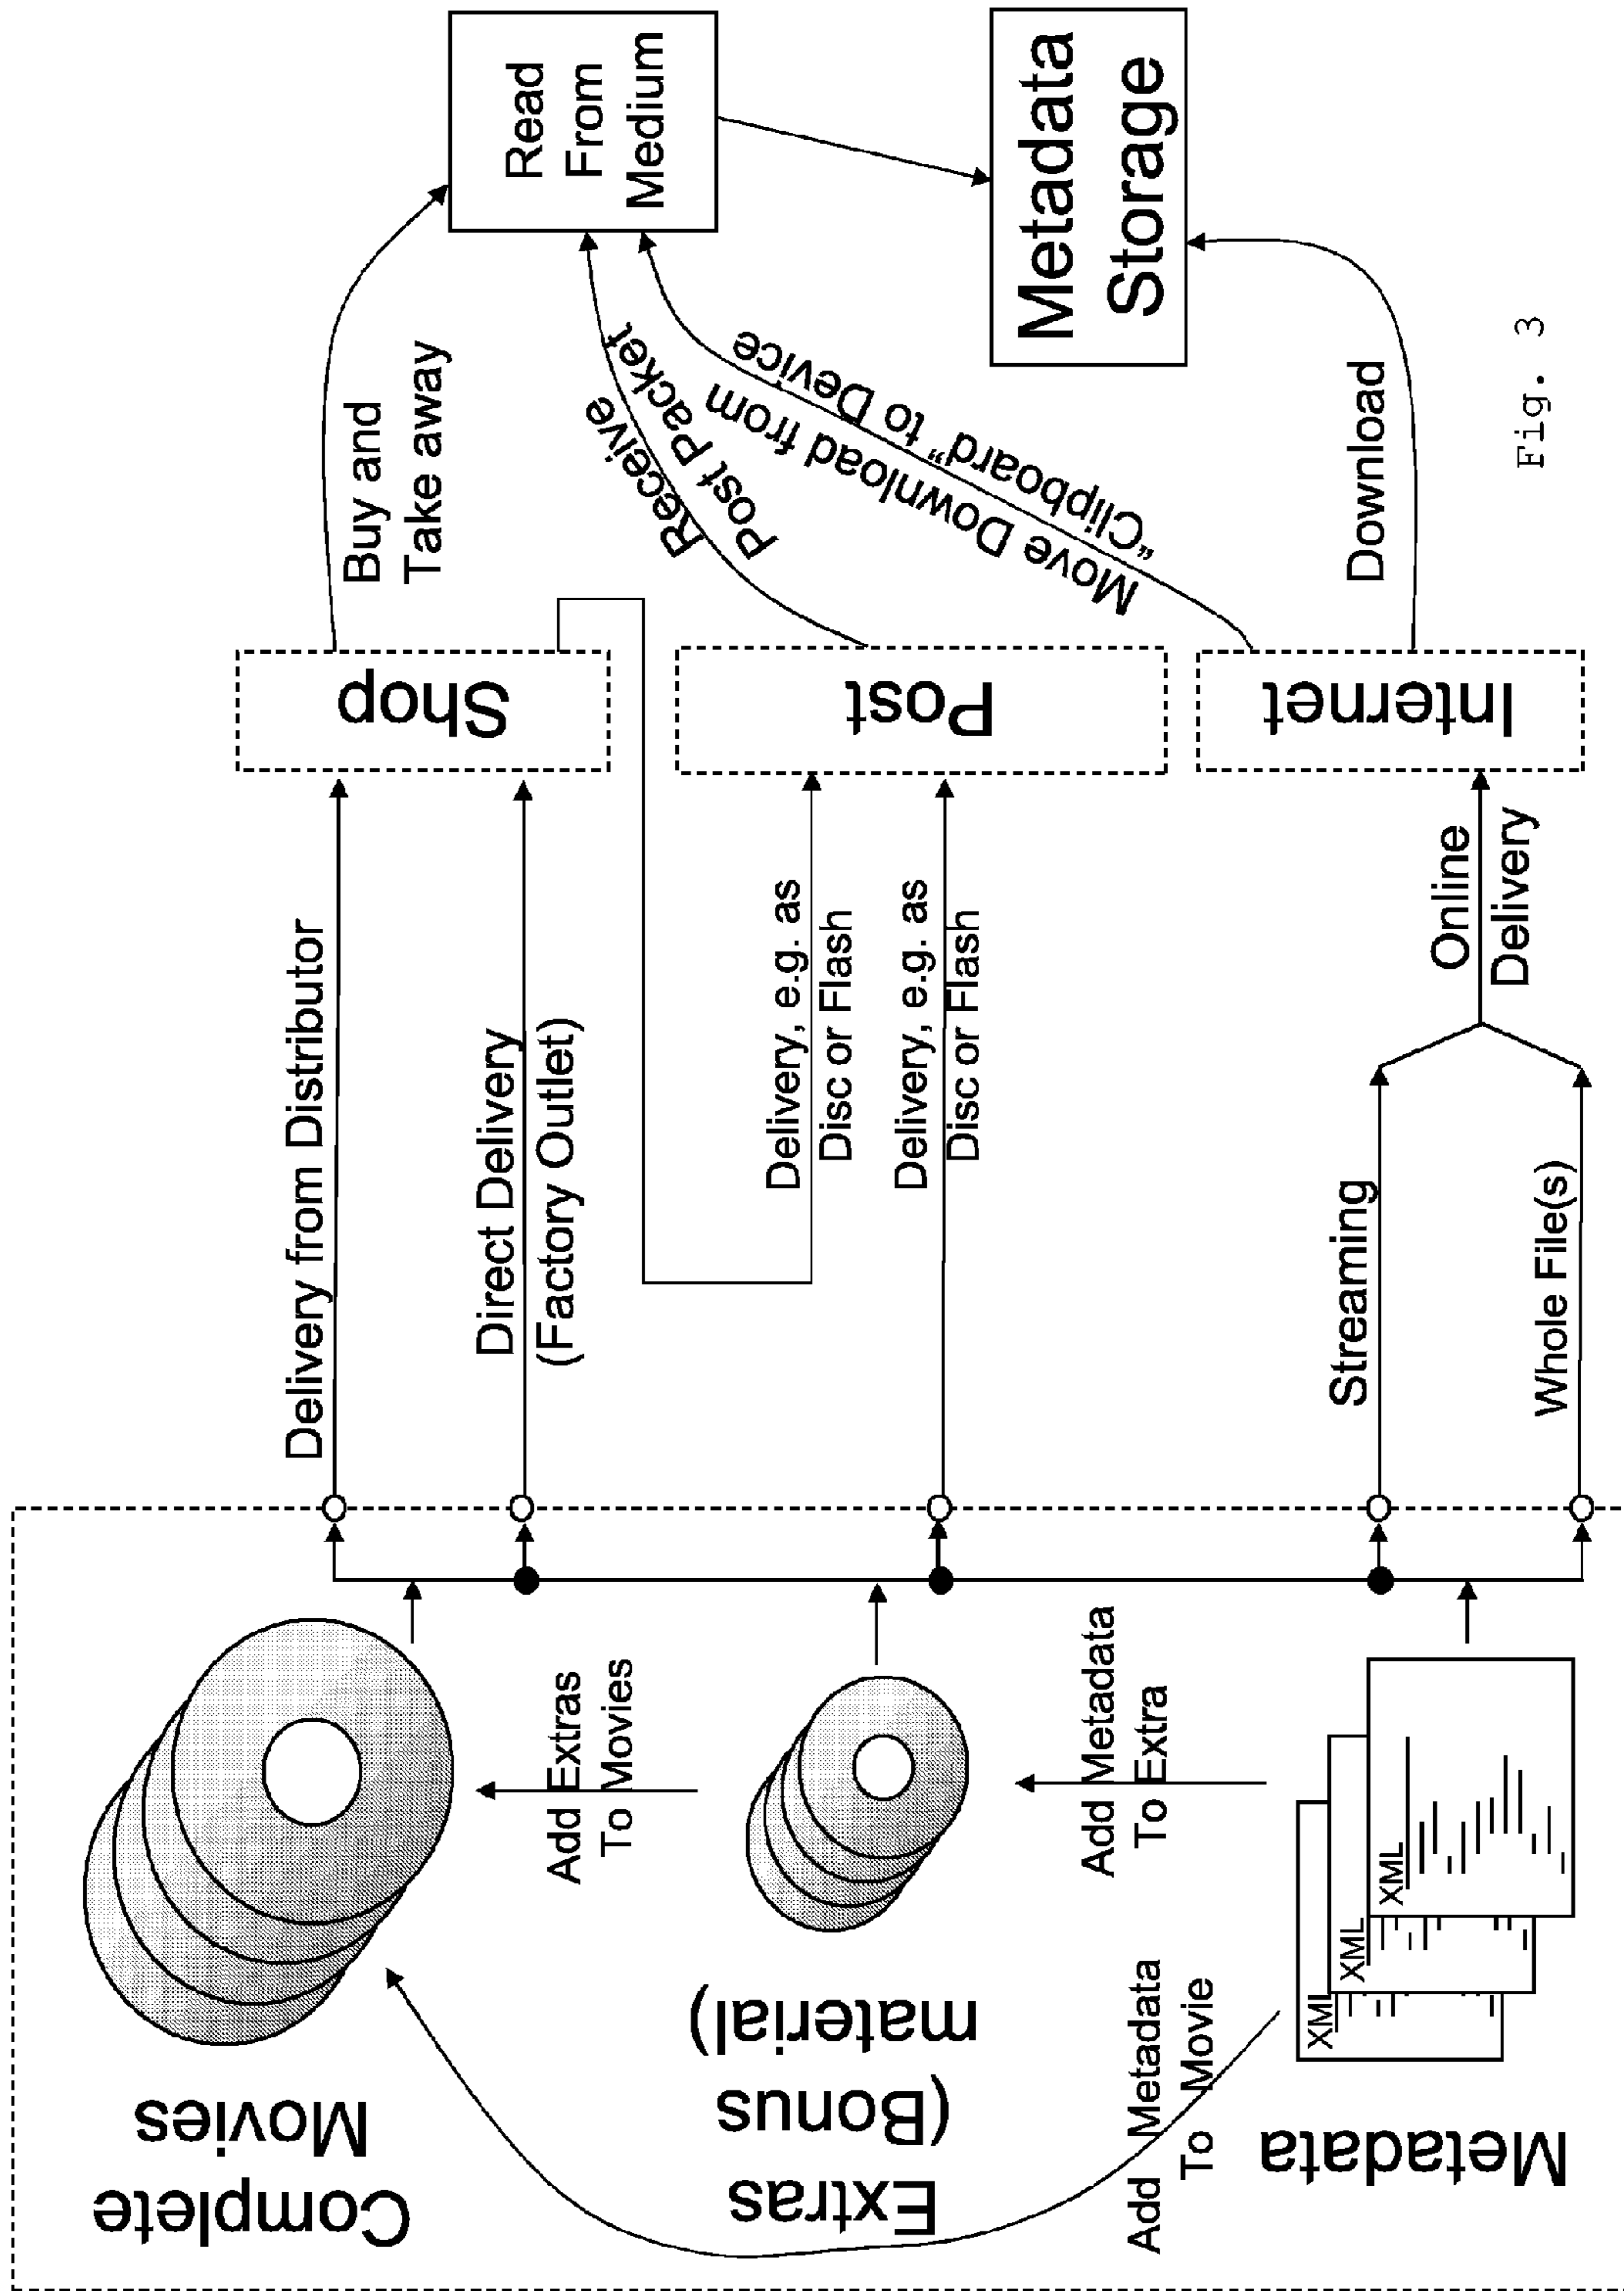 Complete
Movies
Extras
(Bonus
material)
Metadata
Add Metadata
To Movie
Add Extras
To Movies
Add Metadata
To Extra
XML
XML
XML
Delivery from Distributor
Direct Delivery
(Factory Outlet)
Delivery, e.g. as
Disc or Flash
Delivery, e.g. as
Disc or Flash
Streaming
Whole File(s)
Online
Delivery
Shop
Post
Internet
Buy and
Take away
Receive
Post Packet
Move Download from
“Clipboard” to Device
Download
Read
From
Medium
Metadata
Storage
Fig. 3